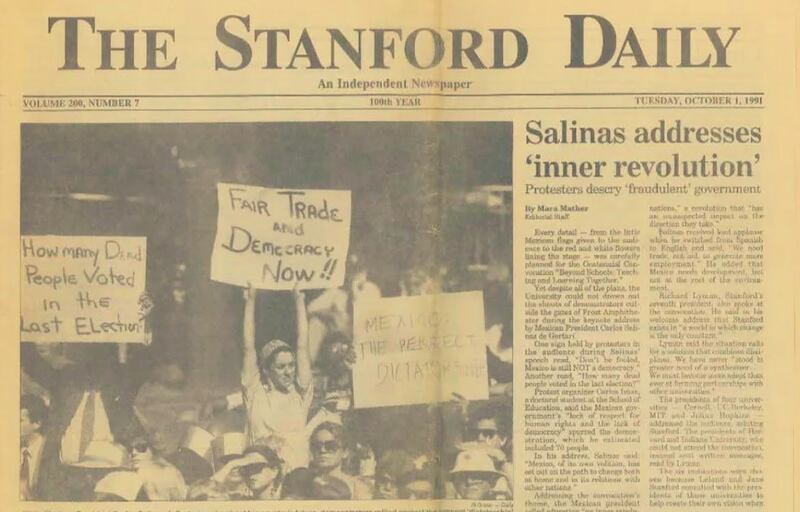 THE STANFORD DAILY
An Independent Newspaper
VOLUME 200, NUMBER 7
100th YEAR
TUESDAY, OCTOBER 1, 1991
How many Dead
People Voted
in the
Last Election?
FAIR TRADE
AND
DEMOCRACY
NOW!!
MEXICO:
THE PERFECT
DICTATORSHIP
Salinas addresses
'inner revolution'
Protesters descry 'fraudulent' government
By Mara Mather
Editorial Staff
Every detail — from the little
Mexican flags given to the audi-
ence to the red and white flowers
lining the stage — was carefully
planned for the Centennial Con-
vocation "Beyond Schools: Teach-
ing and Learning Together."
Yet despite all of the plans, the
University could not drown out
the shouts of demonstrators out-
side the gates of Frost Amphithe-
ater during the keynote address
by Mexican President Carlos Sali-
nas de Gortari.
One sign held by protesters in
the audience during Salinas'
speech read, "Don't be fooled,
Mexico is still NOT a democracy."
Another read, "How many dead
people voted in the last election?"
Protest organizer Carlos
a doctoral student at the School of
Education, said the Mexican gov-
ernment's "lack of respect for
human rights and the lack of
democracy" spurred the demon-
stration, which he estimated
included 70 people.
In his address, Salinas said:
"Mexico, of its own volition, has
set out on the path to change both
at home and in its relations with
other nations."
Addressing the convocation's
theme, the Mexican president
nations," a revolution that "has
an unsuspected impact on the
direction they take."
Salinas received loud applause
when he switched from Spanish
to English and said, "We need
trade, not aid, to generate more
employment." He added that
Mexico needs development, but
not at the cost of the environ-
ment.
Richard Lyman, Stanford's
seventh president, also spoke at
the convocation. He said in his
welcome address that Stanford
exists in "a world in which change
is the only constant."
Lyman said the situation calls
for a solution that combines disci-
plines. We have never "stood in
greater need of a synthesizer.
We must become more adept than
ever at forming partnerships with
other universities."
The presidents of four univer-
sities — Cornell, UC-Berkeley,
MIT and Johns Hopkins —
addressed the audience, saluting
Stanford. The presidents of Har-
vard and Indiana University, who
could not attend the convocation,
instead sent written messages,
read by Lyman.
The six institutions were cho-
sen because Leland and Jane
Stanford consulted with the pres-
idents of those universities to
help create their own vision when